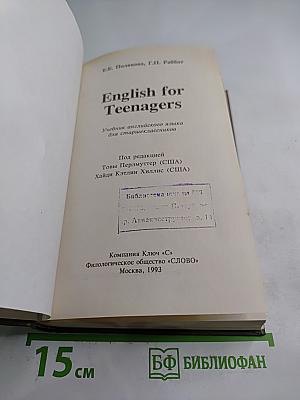 Е.Е. Полякова, Г.П. Раббот
English for
Teenagers
Учебник английского языка
для старшеклассников
Под редакцией
Товы Перлмуттер (США)
Хайди Кэтлин Хиллис (США)
Библиотека
Компания Ключ «С»
Филологическое общество «СЛОВО»
Москва, 1993
15 см
БФ БИБЛИОФАН